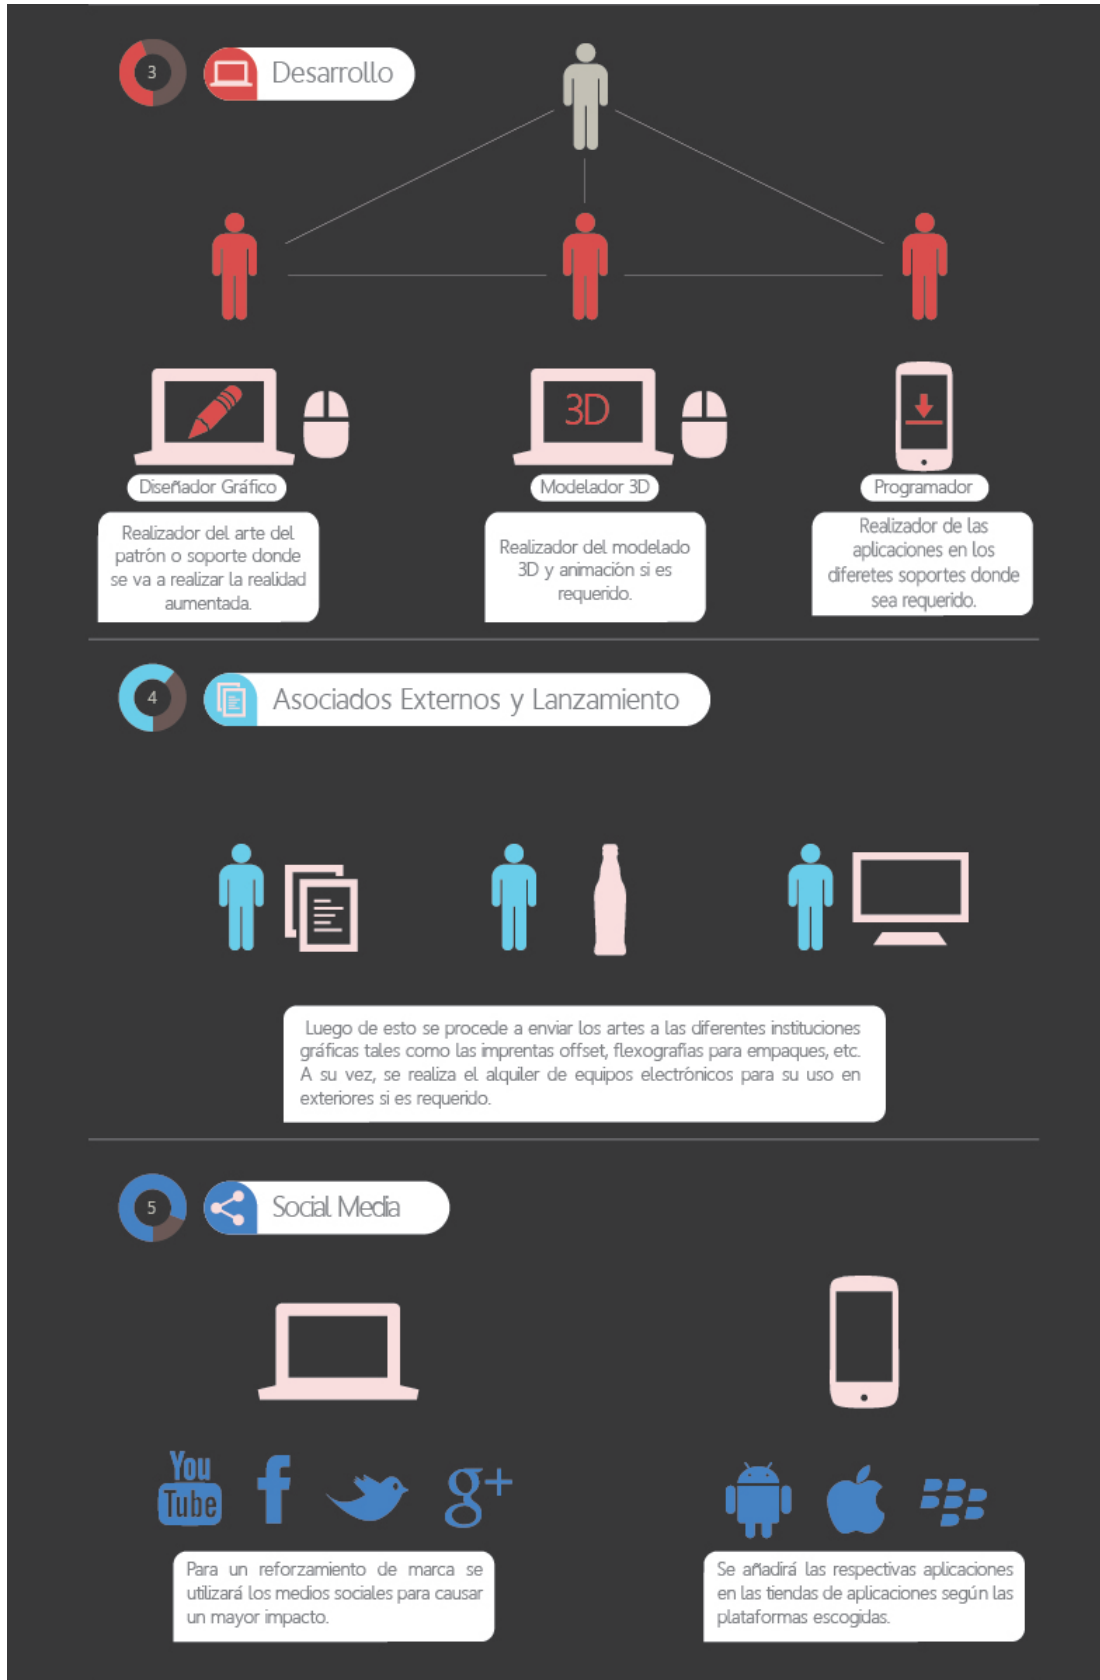 3
Desarrollo
3D
Diseñador Gráfico
Modelador 3D
Programador
Realizador del arte del
patrón o soporte donde
se va a realizar la realidad
aumentada.
Realizador del modelado
3D y animación si es
requerido.
Realizador de las
aplicaciones en los
diferetes soportes donde
sea requerido.
4
Asociados Externos y Lanzamiento
Luego de esto se procede a enviar los artes a las diferentes instituciones
gráficas tales como las imprentas offset, flexografías para empaques, etc.
A su vez, se realiza el alquiler de equipos electrónicos para su uso en
exteriores si es requerido.
5
Social Media
You
Tube
f
g+
Para un reforzamiento de marca se
utilizará los medios sociales para causar
un mayor impacto.
Se añadirá las respectivas aplicaciones
en las tiendas de aplicaciones según las
plataformas escogidas.